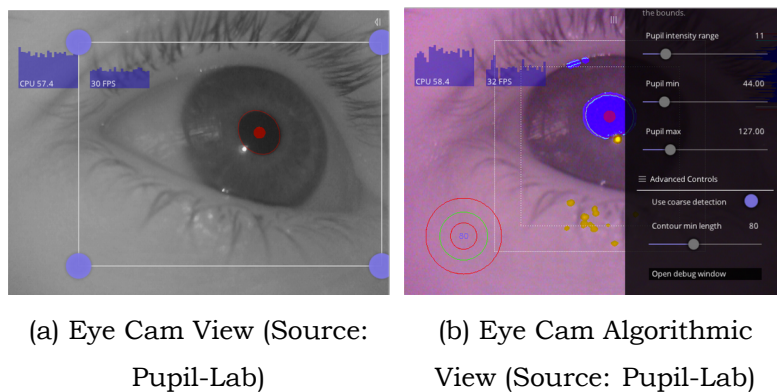 CPU 57.4
30 FPS
CPU 58.4
32 FPS
the bounds.
Pupil intensity range 11
Pupil min 44.00
Pupil max 127.00
Advanced Controls
Use coarse detection
Contour min length 80
Open debug window
50
(a) Eye Cam View (Source:
Pupil-Lab)
(b) Eye Cam Algorithmic
View (Source: Pupil-Lab)